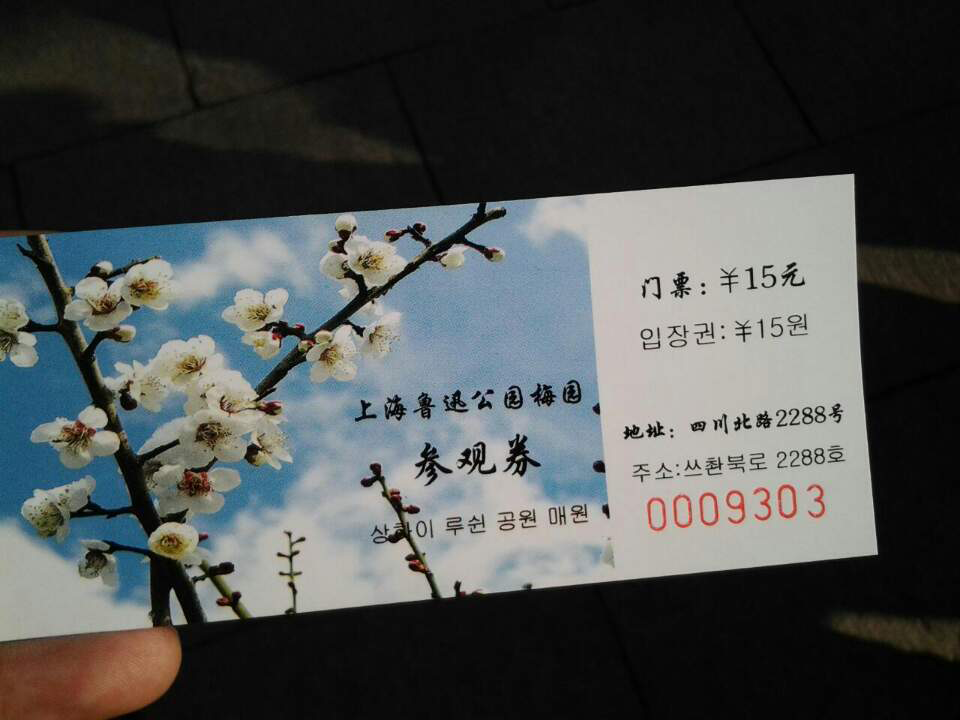 上海鲁迅公园梅园
参观券
상하이 루쉰 공원 매원
门票: ¥15元
입장권: ¥15원
地址: 四川北路2288号
주소:쓰촨북로 2288호
0009303